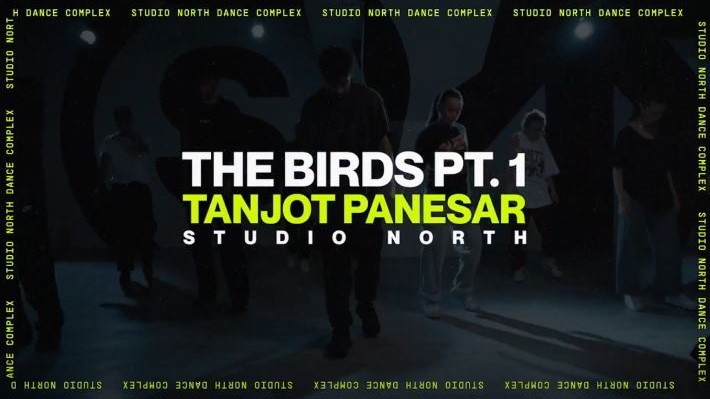 H DANCE COMPLEX STUDIO NORTH DANCE COMPLEX STUDIO NORTH DANCE COMPLEX STUDIO NORTH DANCE COMPLEX
STUDIO NORTH DANCE COMPLEX STUDIO NORTH DANCE COMPLEX
THE BIRDS PT. 1
TANJOT PANESAR
STUDIO NORTH
ANCE COMPLEX STUDIO NORTH DANCE COMPLEX STUDIO NORT
STUDIO NORTH DANCE COMPLEX STUDIO NORTH DANCE COMPLEX STUDIO NORTH DANCE COMPLEX STUDIO NORTH D